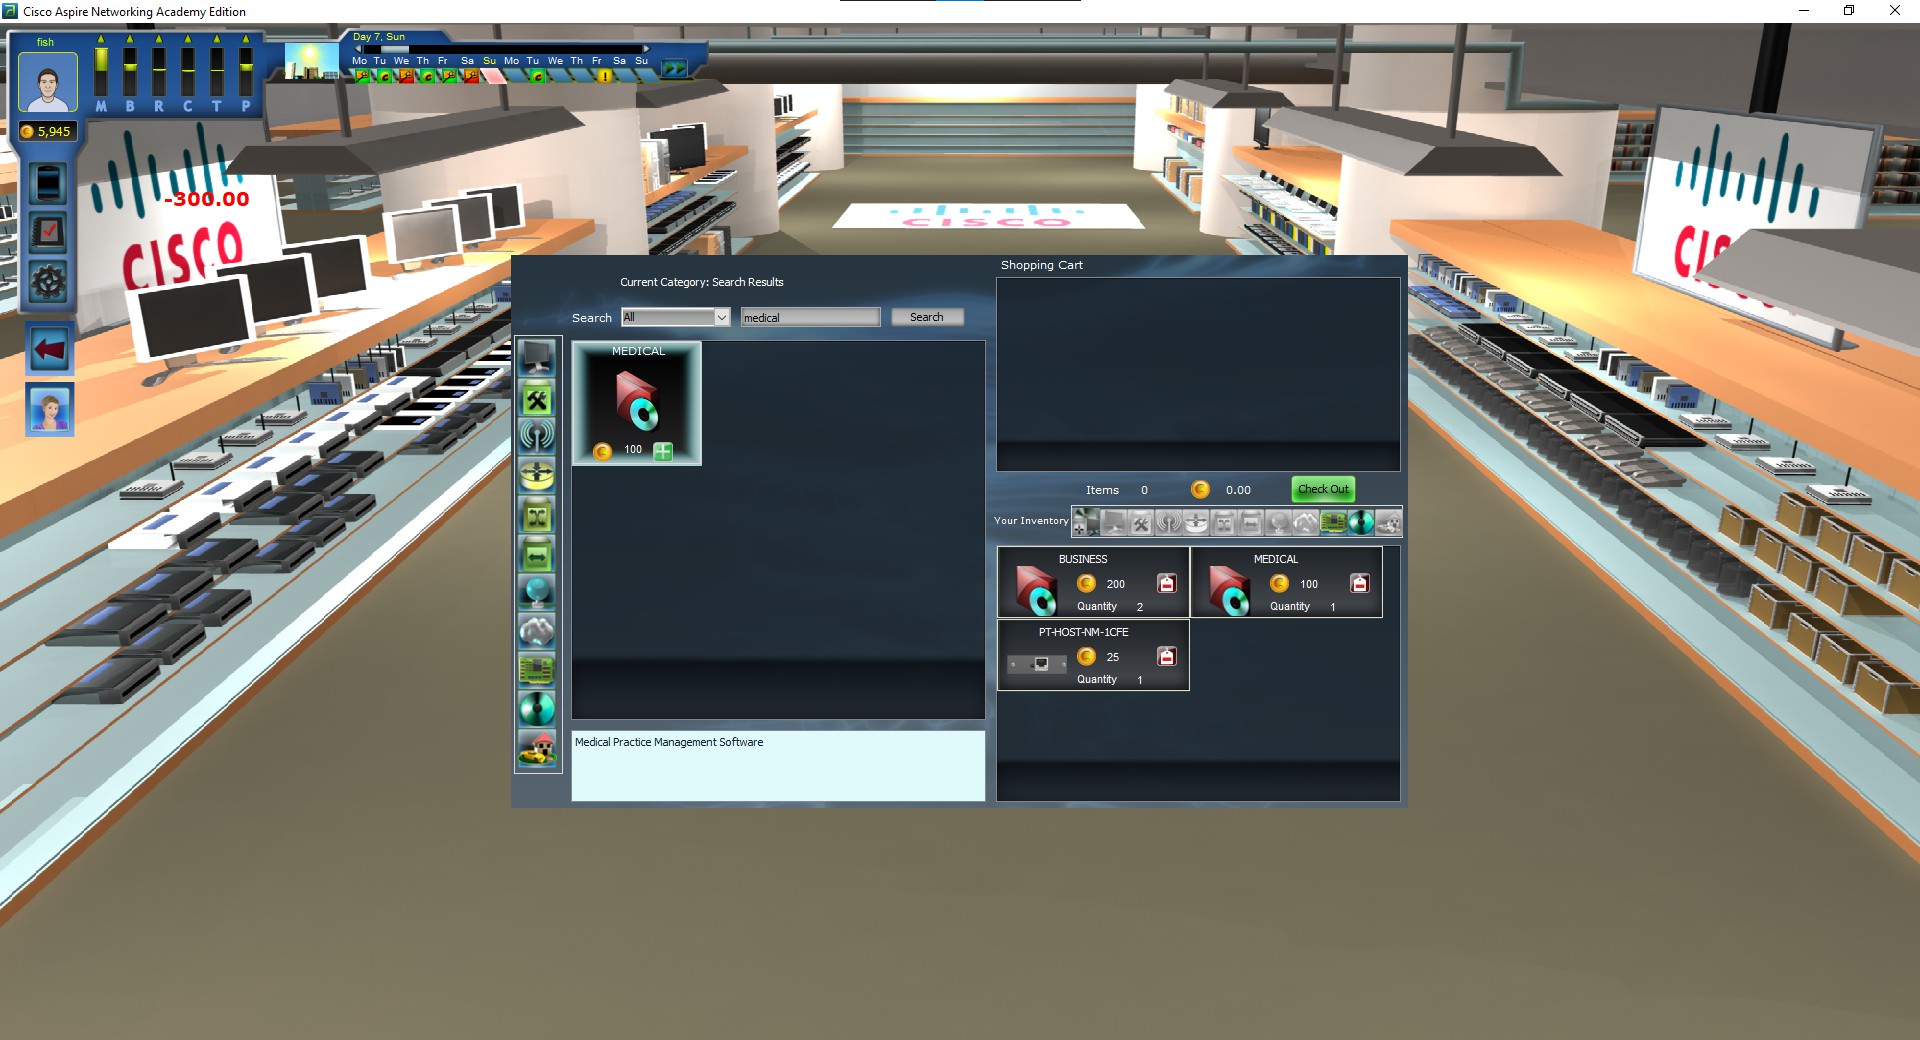 Cisco Aspire Networking Academy Edition
fish
M B R C T P
5,945
Day 7, Sun
Mo Tu We Th Fr Sa Su Mo Tu We Th Fr Sa Su
-300.00
CISCO
CISCO
Current Category: Search Results
Search All medical Search
MEDICAL
100
Medical Practice Management Software
Shopping Cart
Items 0 0.00 Check Out
Your Inventory
BUSINESS
200
Quantity 2
MEDICAL
100
Quantity 1
PT-HOST-NM-1CFE
25
Quantity 1